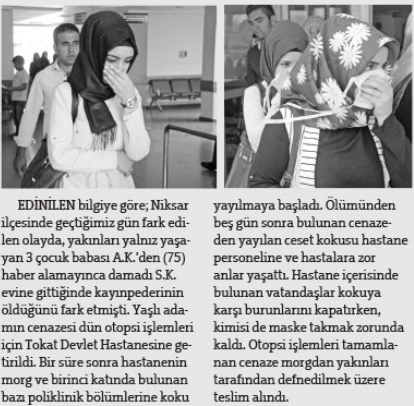 EDİNİLEN bilgiye göre; Niksar
ilçesinde geçtiğimiz gün fark edi-
len olayda, yakınları yalnız yaşa-
yan 3 çocuk babası A.K.'den (75)
haber alamayınca damadı S.K.
evine gittiğinde kayınpederinin
öldüğünü fark etmişti. Yaşlı ada-
mın cenazesi dün otopsi işlemleri
için Tokat Devlet Hastanesine ge-
tirildi. Bir süre sonra hastanenin
morg ve birinci katında bulunan
bazı poliklinik bölümlerine koku
yayılmaya başladı. Ölümünden
beş gün sonra bulunan cenaze-
den yayılan ceset kokusu hastane
personeline ve hastalara zor
anlar yaşattı. Hastane içerisinde
bulunan vatandaşlar kokuya
karşı burunlarını kapatırken,
kimisi de maske takmak zorunda
kaldı. Otopsi işlemleri tamamla-
nan cenaze morgdan yakınları
tarafından defnedilmek üzere
teslim alındı.